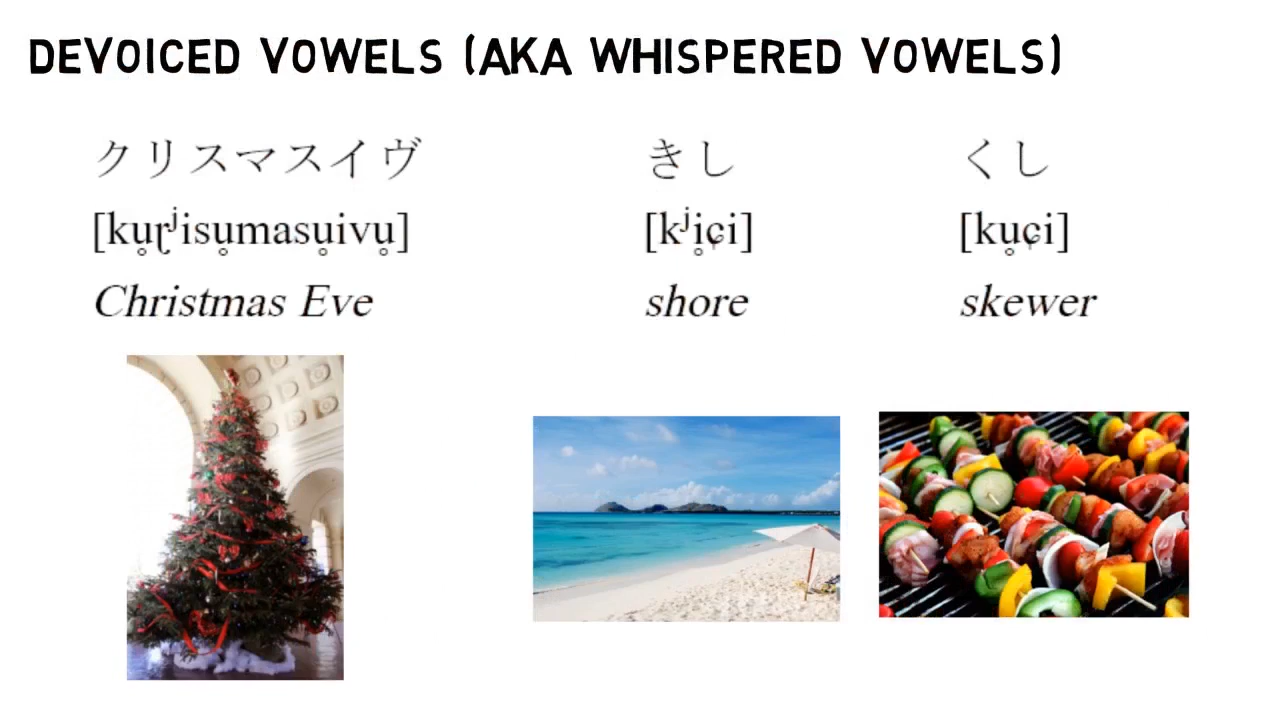 DEVOICED VOWELS (AKA WHISPERED VOWELS)
クリスマスイヴ
[ku̥ɽʲisu̥masu̥ivu̥]
Christmas Eve
きし
[kʲi̥ɕi]
shore
くし
[ku̥ɕi]
skewer